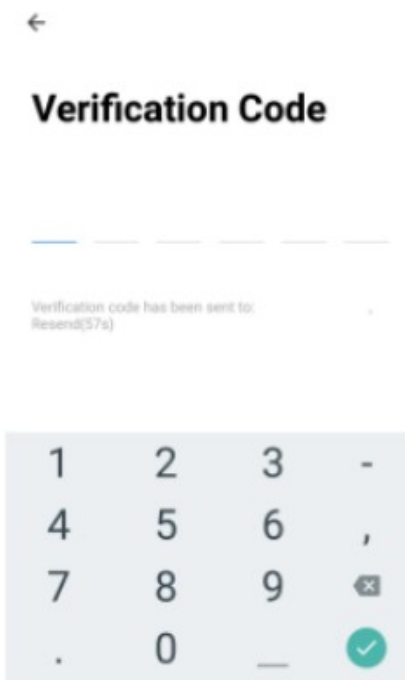 Verification Code
Verification code has been sent to:
Resend(57s)
1 2 3 -
4 5 6 ,
7 8 9
. 0 _